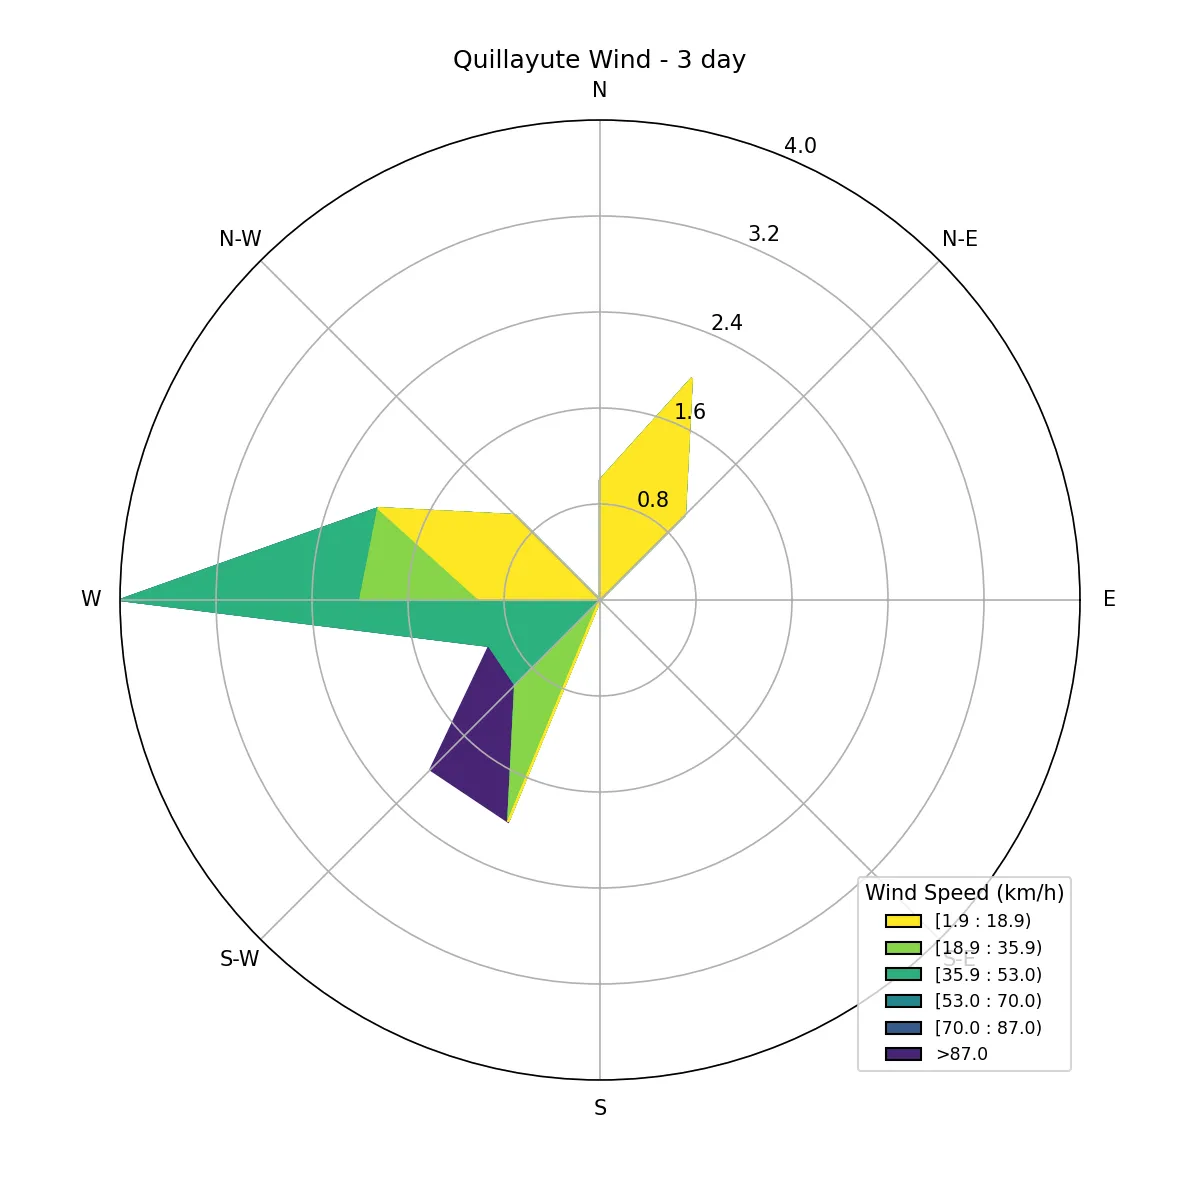 Quillayute Wind - 3 day
N
4.0
N-W
3.2
N-E
2.4
1.6
0.8
W
E
S-W
S-E
S
Wind Speed (km/h)
[1.9 : 18.9)
[18.9 : 35.9)
[35.9 : 53.0)
[53.0 : 70.0)
[70.0 : 87.0)
>87.0